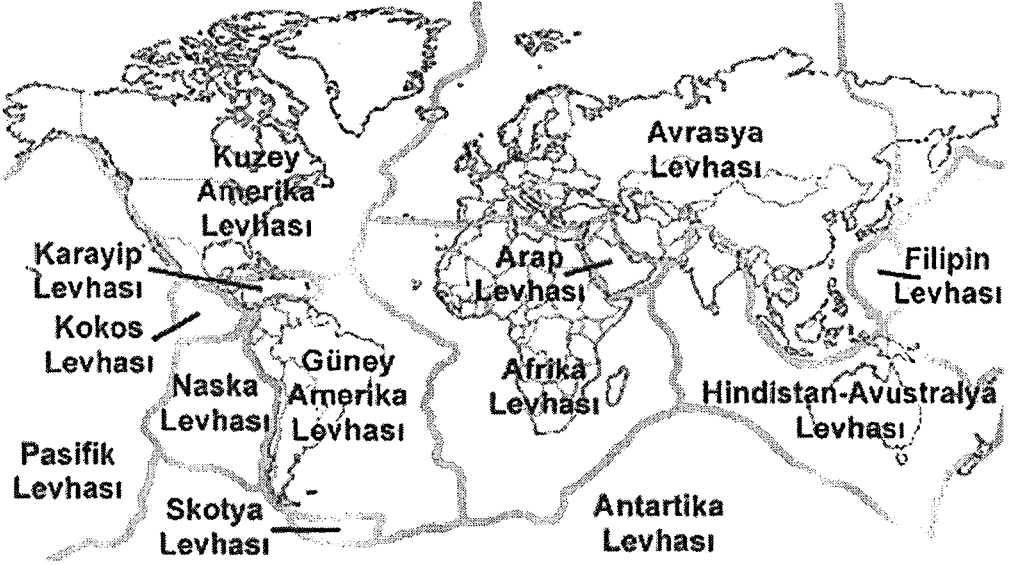 Kuzey
Amerika
Levhası
Avrasya
Levhası
Karayip
Levhası
Arap
Levhası
Filipin
Levhası
Kokos
Levhası
Naska
Levhası
Güney
Amerika
Levhası
Afrika
Levhası
Hindistan-Avustralya
Levhası
Pasifik
Levhası
Skotya
Levhası
Antartika
Levhası